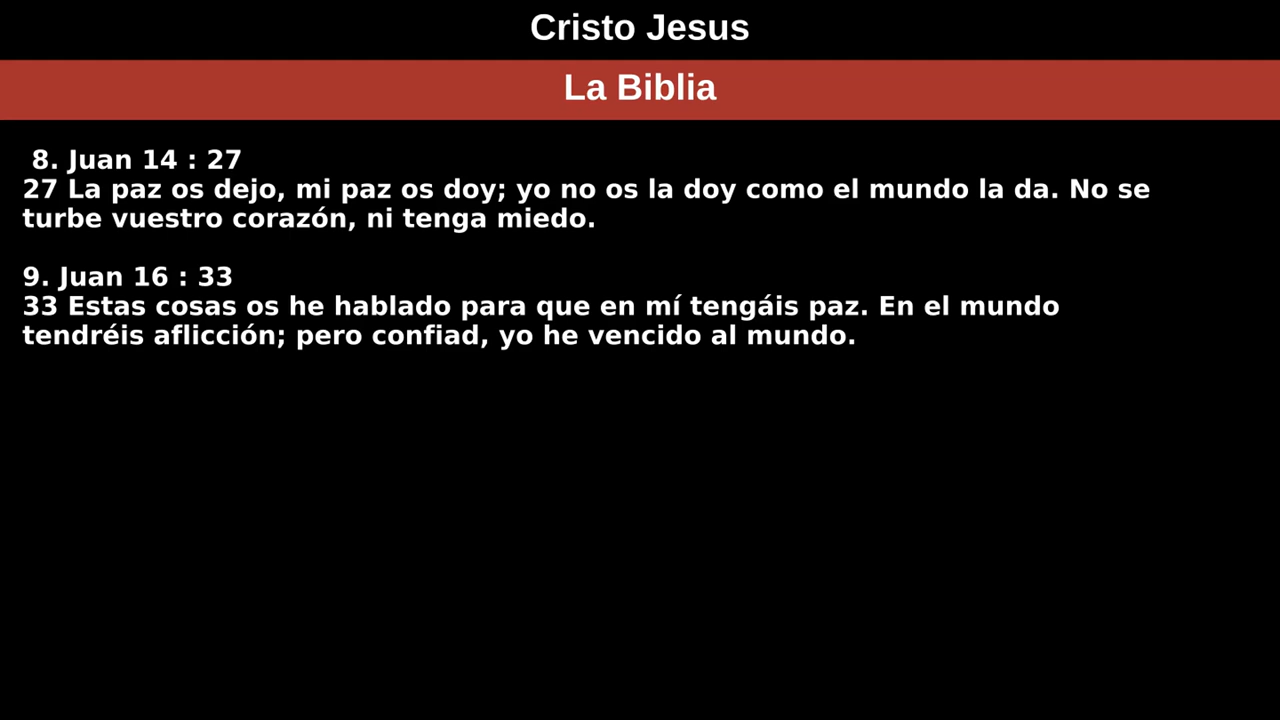 Cristo Jesus
La Biblia
8. Juan 14 : 27
27 La paz os dejo, mi paz os doy; yo no os la doy como el mundo la da. No se
turbe vuestro corazón, ni tenga miedo.
9. Juan 16 : 33
33 Estas cosas os he hablado para que en mí tengáis paz. En el mundo
tendréis aflicción; pero confiad, yo he vencido al mundo.